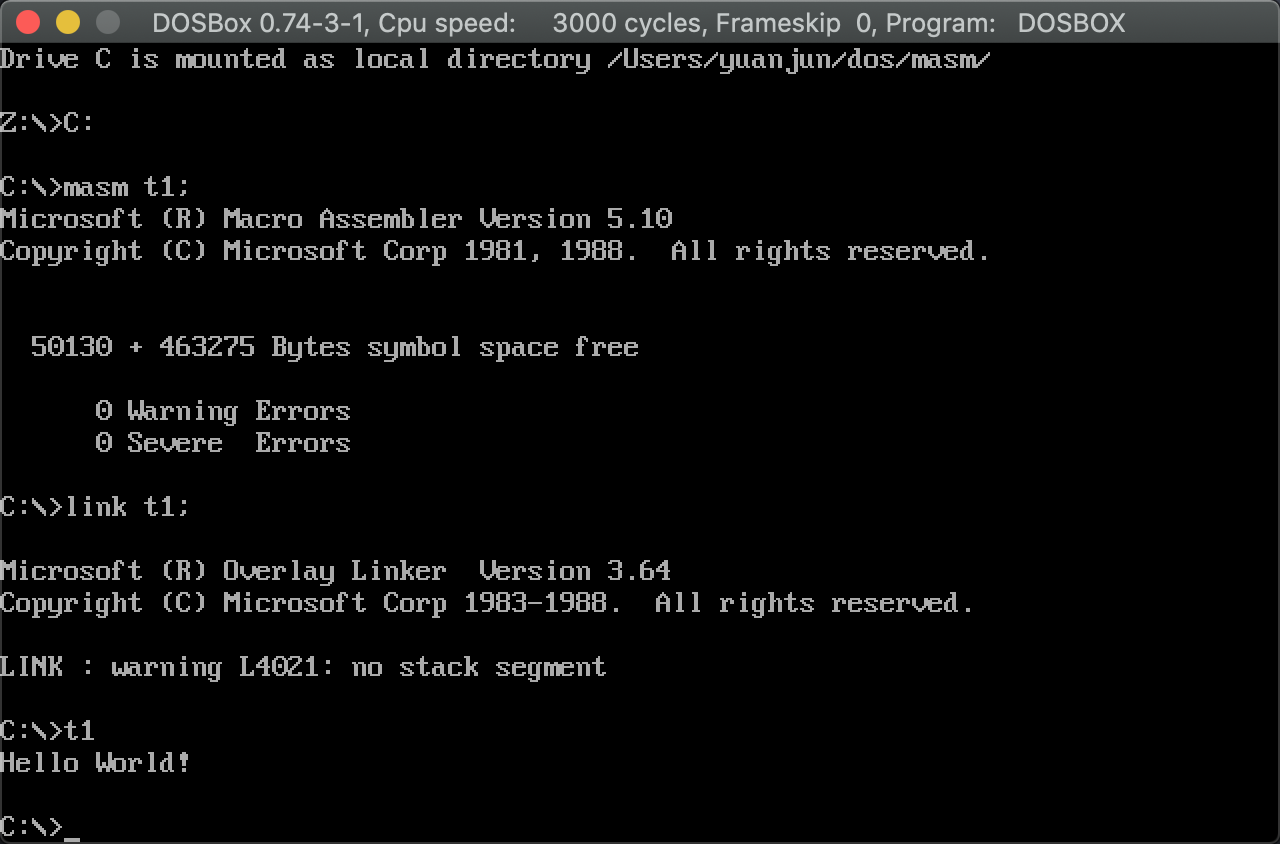 DOSBox 0.74-3-1, Cpu speed:    3000 cycles, Frameskip  0, Program:   DOSBOX
Drive C is mounted as local directory /Users/yuanjun/dos/masm/
Z:\>C:
C:\>masm t1;
Microsoft (R) Macro Assembler Version 5.10
Copyright (C) Microsoft Corp 1981, 1988.  All rights reserved.
  50130 + 463275 Bytes symbol space free
      0 Warning Errors
      0 Severe  Errors
C:\>link t1;
Microsoft (R) Overlay Linker  Version 3.64
Copyright (C) Microsoft Corp 1983-1988.  All rights reserved.
LINK : warning L4021: no stack segment
C:\>t1
Hello World!
C:\>_